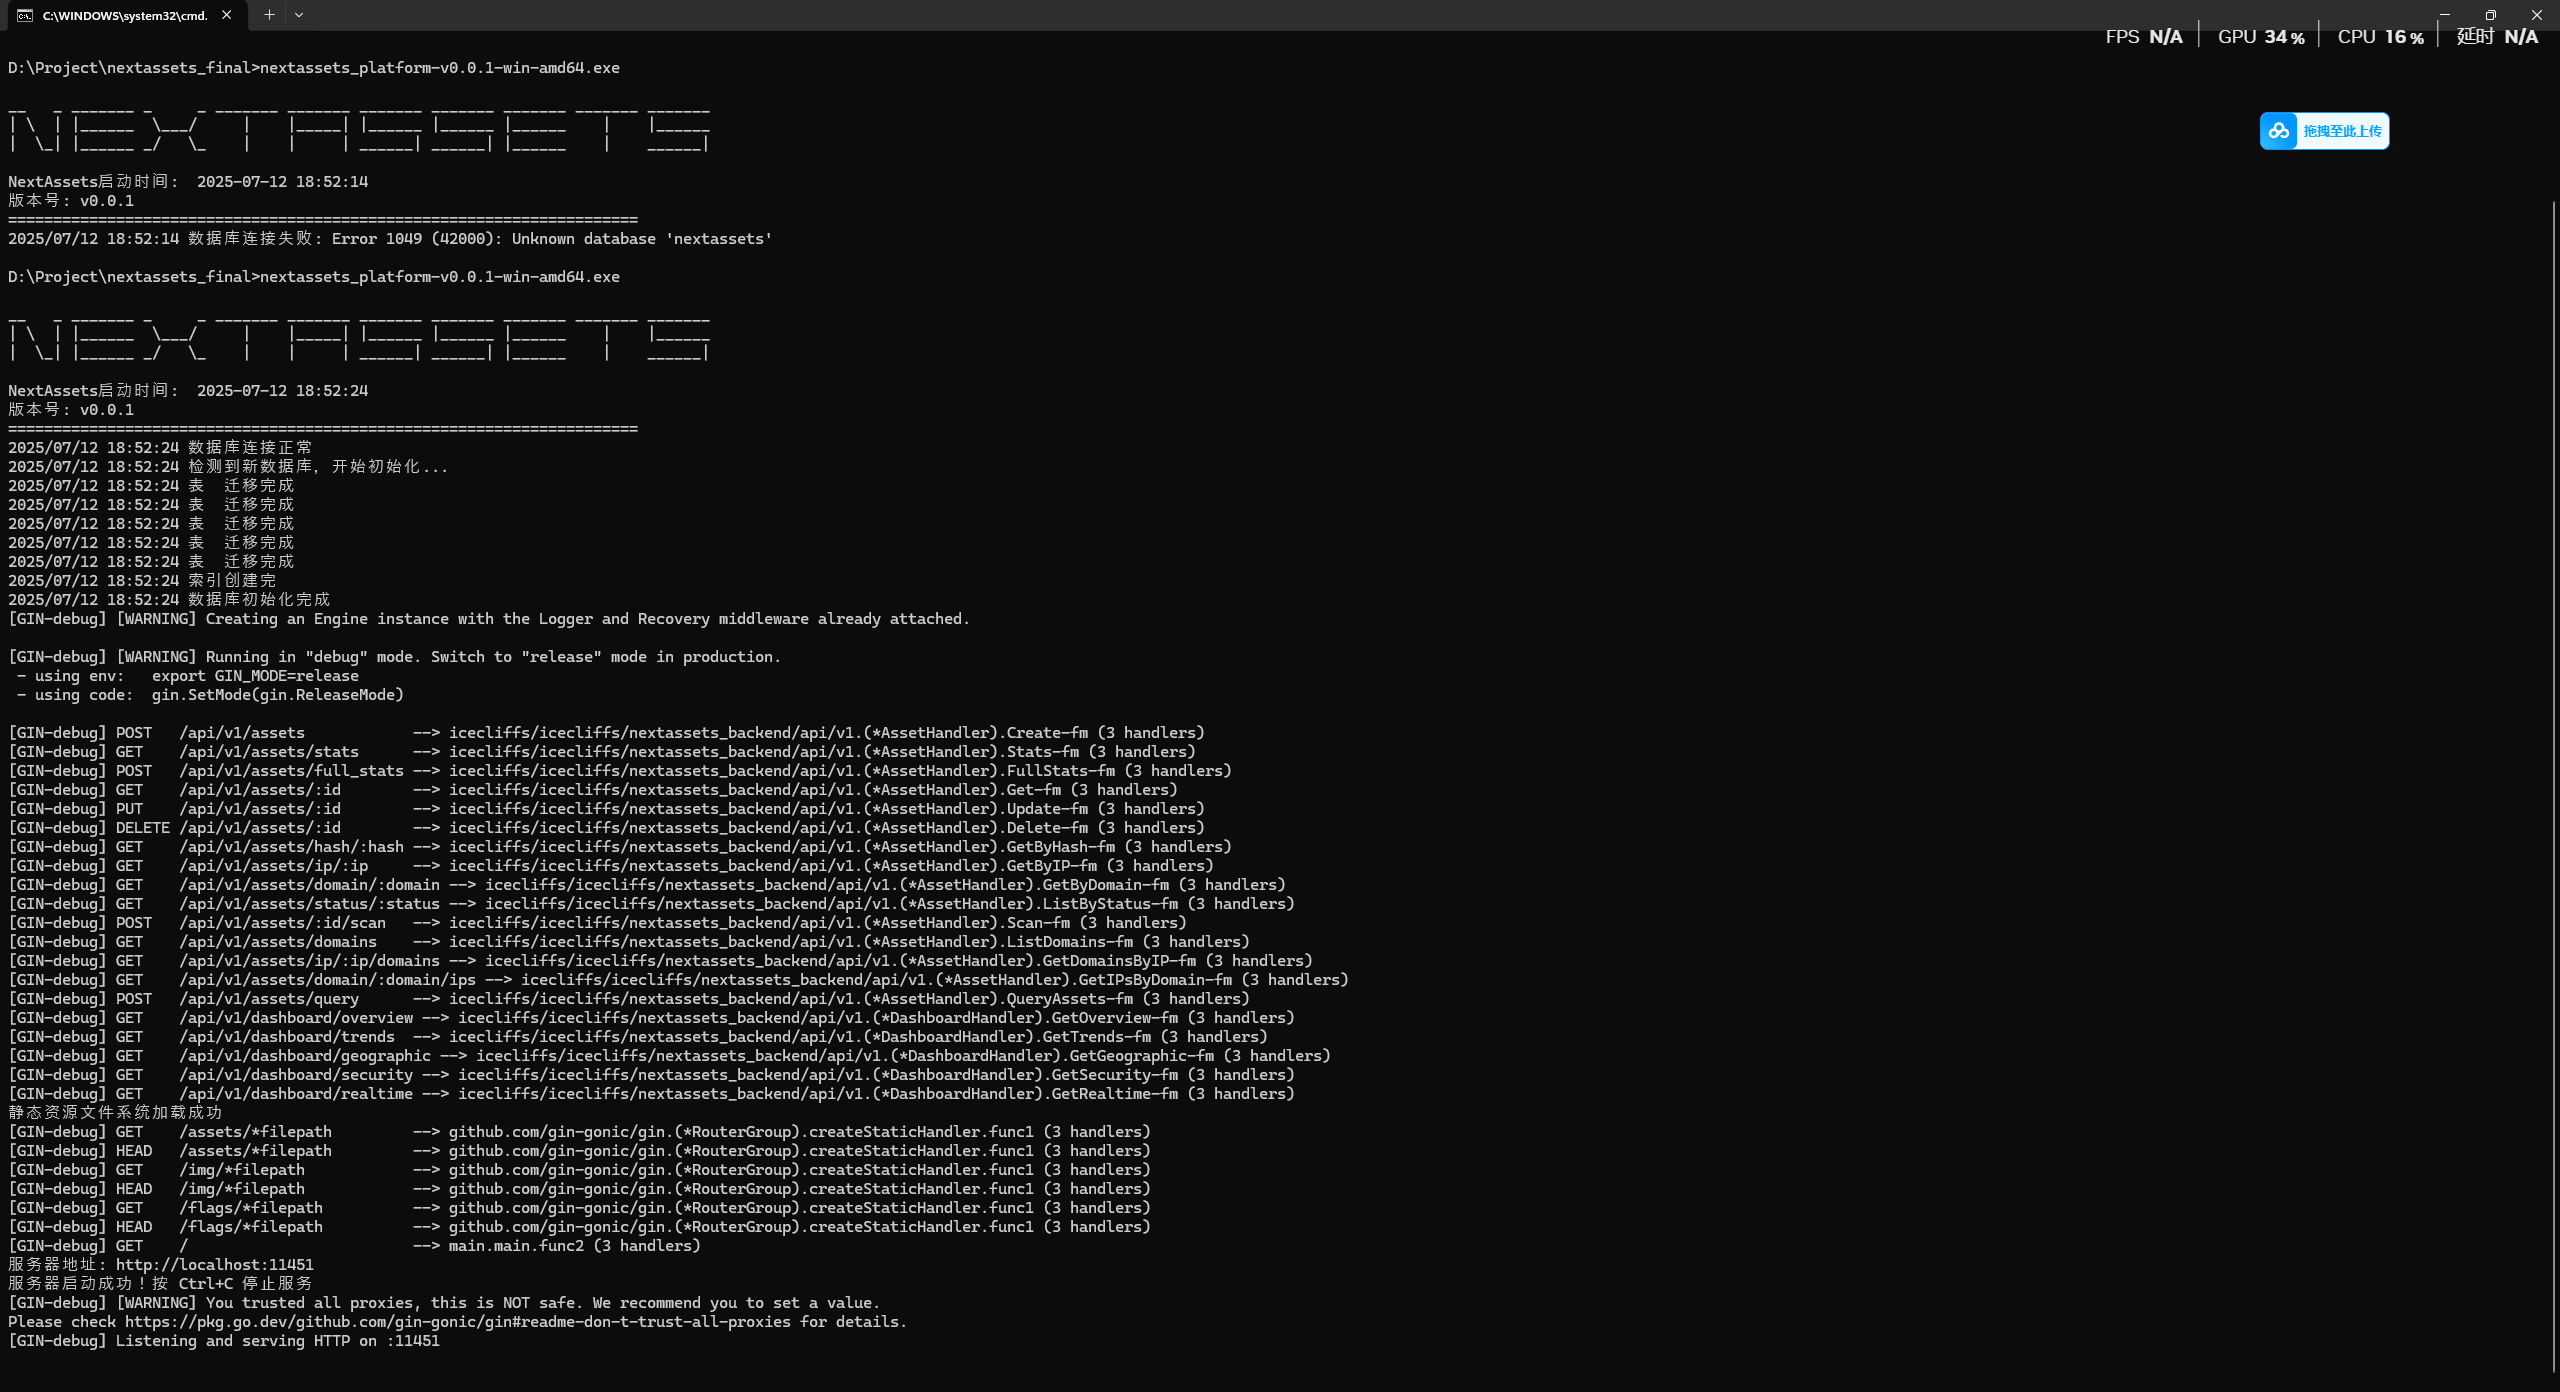 C:\WINDOWS\system32\cmd.
FPS N/A GPU 34 % CPU 16 % 延时 N/A
拖拽至此上传
D:\Project\nextassets_final>nextassets_platform-v0.0.1-win-amd64.exe
NEXTASSETS
NextAssets启动时间:  2025-07-12 18:52:14
版本号: v0.0.1
======================================================================
2025/07/12 18:52:14 数据库连接失败: Error 1049 (42000): Unknown database 'nextassets'
D:\Project\nextassets_final>nextassets_platform-v0.0.1-win-amd64.exe
NEXTASSETS
NextAssets启动时间:  2025-07-12 18:52:24
版本号: v0.0.1
======================================================================
2025/07/12 18:52:24 数据库连接正常
2025/07/12 18:52:24 检测到新数据库, 开始初始化...
2025/07/12 18:52:24 表  迁移完成
2025/07/12 18:52:24 表  迁移完成
2025/07/12 18:52:24 表  迁移完成
2025/07/12 18:52:24 表  迁移完成
2025/07/12 18:52:24 表  迁移完成
2025/07/12 18:52:24 索引创建完
2025/07/12 18:52:24 数据库初始化完成
[GIN-debug] [WARNING] Creating an Engine instance with the Logger and Recovery middleware already attached.
[GIN-debug] [WARNING] Running in "debug" mode. Switch to "release" mode in production.
 - using env:   export GIN_MODE=release
 - using code:  gin.SetMode(gin.ReleaseMode)
[GIN-debug] POST   /api/v1/assets            --> icecliffs/icecliffs/nextassets_backend/api/v1.(*AssetHandler).Create-fm (3 handlers)
[GIN-debug] GET    /api/v1/assets/stats      --> icecliffs/icecliffs/nextassets_backend/api/v1.(*AssetHandler).Stats-fm (3 handlers)
[GIN-debug] POST   /api/v1/assets/full_stats --> icecliffs/icecliffs/nextassets_backend/api/v1.(*AssetHandler).FullStats-fm (3 handlers)
[GIN-debug] GET    /api/v1/assets/:id        --> icecliffs/icecliffs/nextassets_backend/api/v1.(*AssetHandler).Get-fm (3 handlers)
[GIN-debug] PUT    /api/v1/assets/:id        --> icecliffs/icecliffs/nextassets_backend/api/v1.(*AssetHandler).Update-fm (3 handlers)
[GIN-debug] DELETE /api/v1/assets/:id        --> icecliffs/icecliffs/nextassets_backend/api/v1.(*AssetHandler).Delete-fm (3 handlers)
[GIN-debug] GET    /api/v1/assets/hash/:hash --> icecliffs/icecliffs/nextassets_backend/api/v1.(*AssetHandler).GetByHash-fm (3 handlers)
[GIN-debug] GET    /api/v1/assets/ip/:ip     --> icecliffs/icecliffs/nextassets_backend/api/v1.(*AssetHandler).GetByIP-fm (3 handlers)
[GIN-debug] GET    /api/v1/assets/domain/:domain --> icecliffs/icecliffs/nextassets_backend/api/v1.(*AssetHandler).GetByDomain-fm (3 handlers)
[GIN-debug] GET    /api/v1/assets/status/:status --> icecliffs/icecliffs/nextassets_backend/api/v1.(*AssetHandler).ListByStatus-fm (3 handlers)
[GIN-debug] POST   /api/v1/assets/:id/scan   --> icecliffs/icecliffs/nextassets_backend/api/v1.(*AssetHandler).Scan-fm (3 handlers)
[GIN-debug] GET    /api/v1/assets/domains    --> icecliffs/icecliffs/nextassets_backend/api/v1.(*AssetHandler).ListDomains-fm (3 handlers)
[GIN-debug] GET    /api/v1/assets/ip/:ip/domains --> icecliffs/icecliffs/nextassets_backend/api/v1.(*AssetHandler).GetDomainsByIP-fm (3 handlers)
[GIN-debug] GET    /api/v1/assets/domain/:domain/ips --> icecliffs/icecliffs/nextassets_backend/api/v1.(*AssetHandler).GetIPsByDomain-fm (3 handlers)
[GIN-debug] POST   /api/v1/assets/query      --> icecliffs/icecliffs/nextassets_backend/api/v1.(*AssetHandler).QueryAssets-fm (3 handlers)
[GIN-debug] GET    /api/v1/dashboard/overview --> icecliffs/icecliffs/nextassets_backend/api/v1.(*DashboardHandler).GetOverview-fm (3 handlers)
[GIN-debug] GET    /api/v1/dashboard/trends  --> icecliffs/icecliffs/nextassets_backend/api/v1.(*DashboardHandler).GetTrends-fm (3 handlers)
[GIN-debug] GET    /api/v1/dashboard/geographic --> icecliffs/icecliffs/nextassets_backend/api/v1.(*DashboardHandler).GetGeographic-fm (3 handlers)
[GIN-debug] GET    /api/v1/dashboard/security --> icecliffs/icecliffs/nextassets_backend/api/v1.(*DashboardHandler).GetSecurity-fm (3 handlers)
[GIN-debug] GET    /api/v1/dashboard/realtime --> icecliffs/icecliffs/nextassets_backend/api/v1.(*DashboardHandler).GetRealtime-fm (3 handlers)
静态资源文件系统加载成功
[GIN-debug] GET    /assets/*filepath         --> github.com/gin-gonic/gin.(*RouterGroup).createStaticHandler.func1 (3 handlers)
[GIN-debug] HEAD   /assets/*filepath         --> github.com/gin-gonic/gin.(*RouterGroup).createStaticHandler.func1 (3 handlers)
[GIN-debug] GET    /img/*filepath            --> github.com/gin-gonic/gin.(*RouterGroup).createStaticHandler.func1 (3 handlers)
[GIN-debug] HEAD   /img/*filepath            --> github.com/gin-gonic/gin.(*RouterGroup).createStaticHandler.func1 (3 handlers)
[GIN-debug] GET    /flags/*filepath          --> github.com/gin-gonic/gin.(*RouterGroup).createStaticHandler.func1 (3 handlers)
[GIN-debug] HEAD   /flags/*filepath          --> github.com/gin-gonic/gin.(*RouterGroup).createStaticHandler.func1 (3 handlers)
[GIN-debug] GET    /                         --> main.main.func2 (3 handlers)
服务器地址: http://localhost:11451
服务器启动成功！按 Ctrl+C 停止服务
[GIN-debug] [WARNING] You trusted all proxies, this is NOT safe. We recommend you to set a value.
Please check https://pkg.go.dev/github.com/gin-gonic/gin#readme-don-t-trust-all-proxies for details.
[GIN-debug] Listening and serving HTTP on :11451